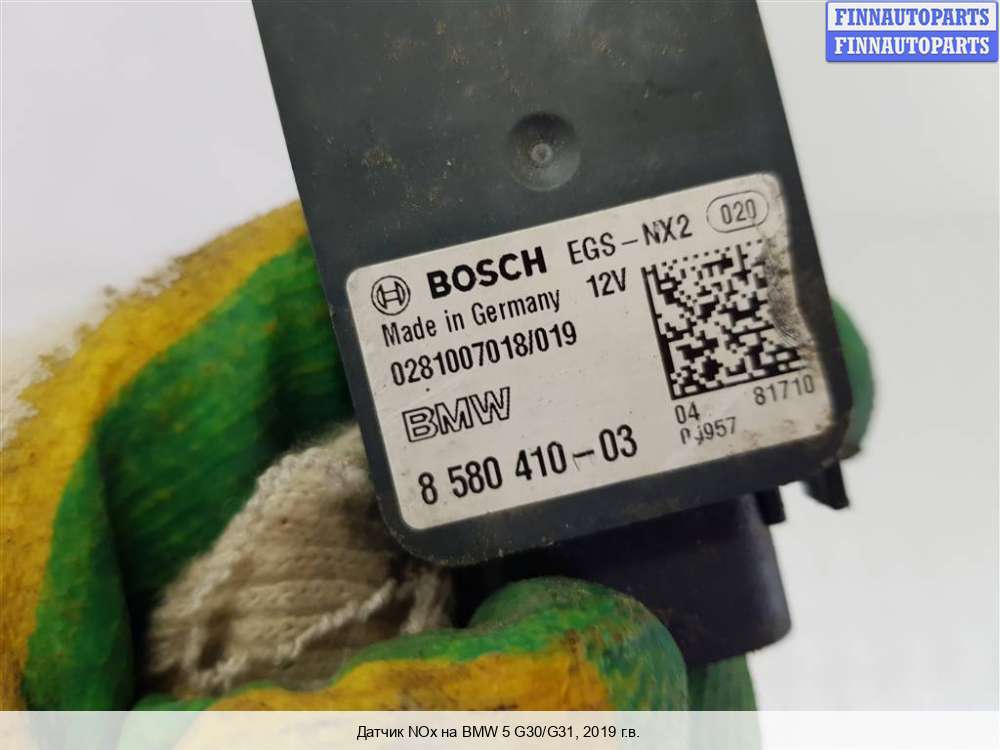 FINNAUTOPARTS
FINNAUTOPARTS
BOSCH EGS-NX2 020
Made in Germany 12V
0281007018/019
BMW
8 580 410-03
04 81710
Датчик NOx на BMW 5 G30/G31, 2019 г.в.